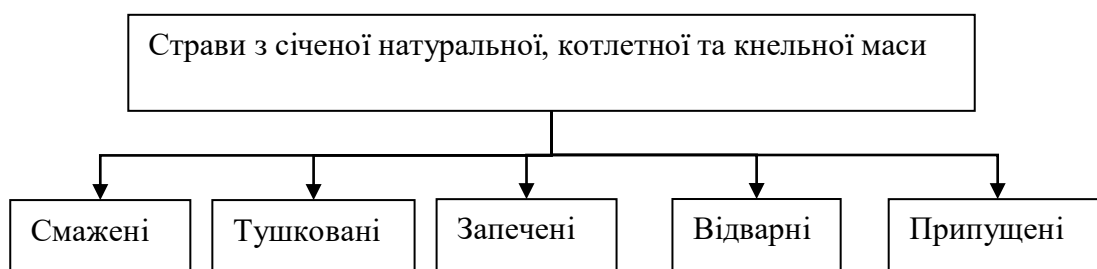 Страви з січеної натуральної, котлетної та кнельної маси
Смажені
Тушковані
Запечені
Відварні
Припущені